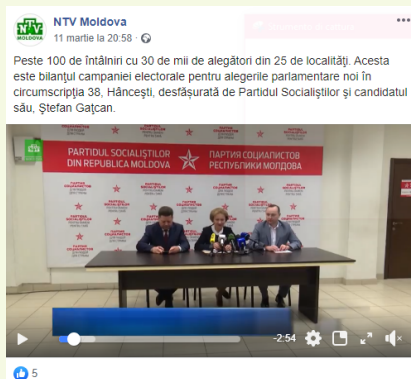 NTV Moldova
11 martie la 20:58 ·
Peste 100 de întâlniri cu 30 de mii de alegători din 25 de localități. Acesta
este bilanțul campaniei electorale pentru alegerile parlamentare noi în
circumscripția 38, Hâncești, desfășurată de Partidul Socialiștilor și candidatul
său, Ștefan Gațcan.
PARTIDUL SOCIALIȘTILOR
DIN REPUBLICA MOLDOVA
ПАРТИЯ СОЦИАЛИСТОВ
РЕСПУБЛИКИ МОЛДОВА
-2:54
5